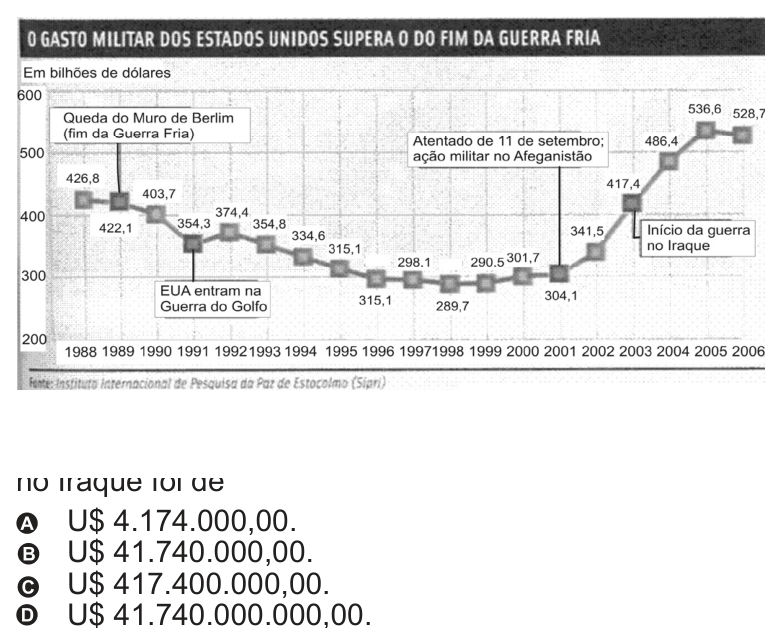 O GASTO MILITAR DOS ESTADOS UNIDOS SUPERA O DO FIM DA GUERRA FRIA
Em bilhões de dólares
600
500
400
300
200
Queda do Muro de Berlim
(fim da Guerra Fria)
Atentado de 11 de setembro;
ação militar no Afeganistão
EUA entram na
Guerra do Golfo
Início da guerra
no Iraque
426,8
422,1
403,7
354,3
374,4
354,8
334,6
315,1
315,1
298.1
289,7
290.5
301,7
304,1
341,5
417,4
486,4
536,6
528,7
1988 1989 1990 1991 1992 1993 1994 1995 1996 1997 1998 1999 2000 2001 2002 2003 2004 2005 2006
Fonte: Instituto Internacional de Pesquisa da Paz de Estocolmo (Sipri)
no Iraque foi de
A U$ 4.174.000,00.
B U$ 41.740.000,00.
C U$ 417.400.000,00.
D U$ 41.740.000.000,00.